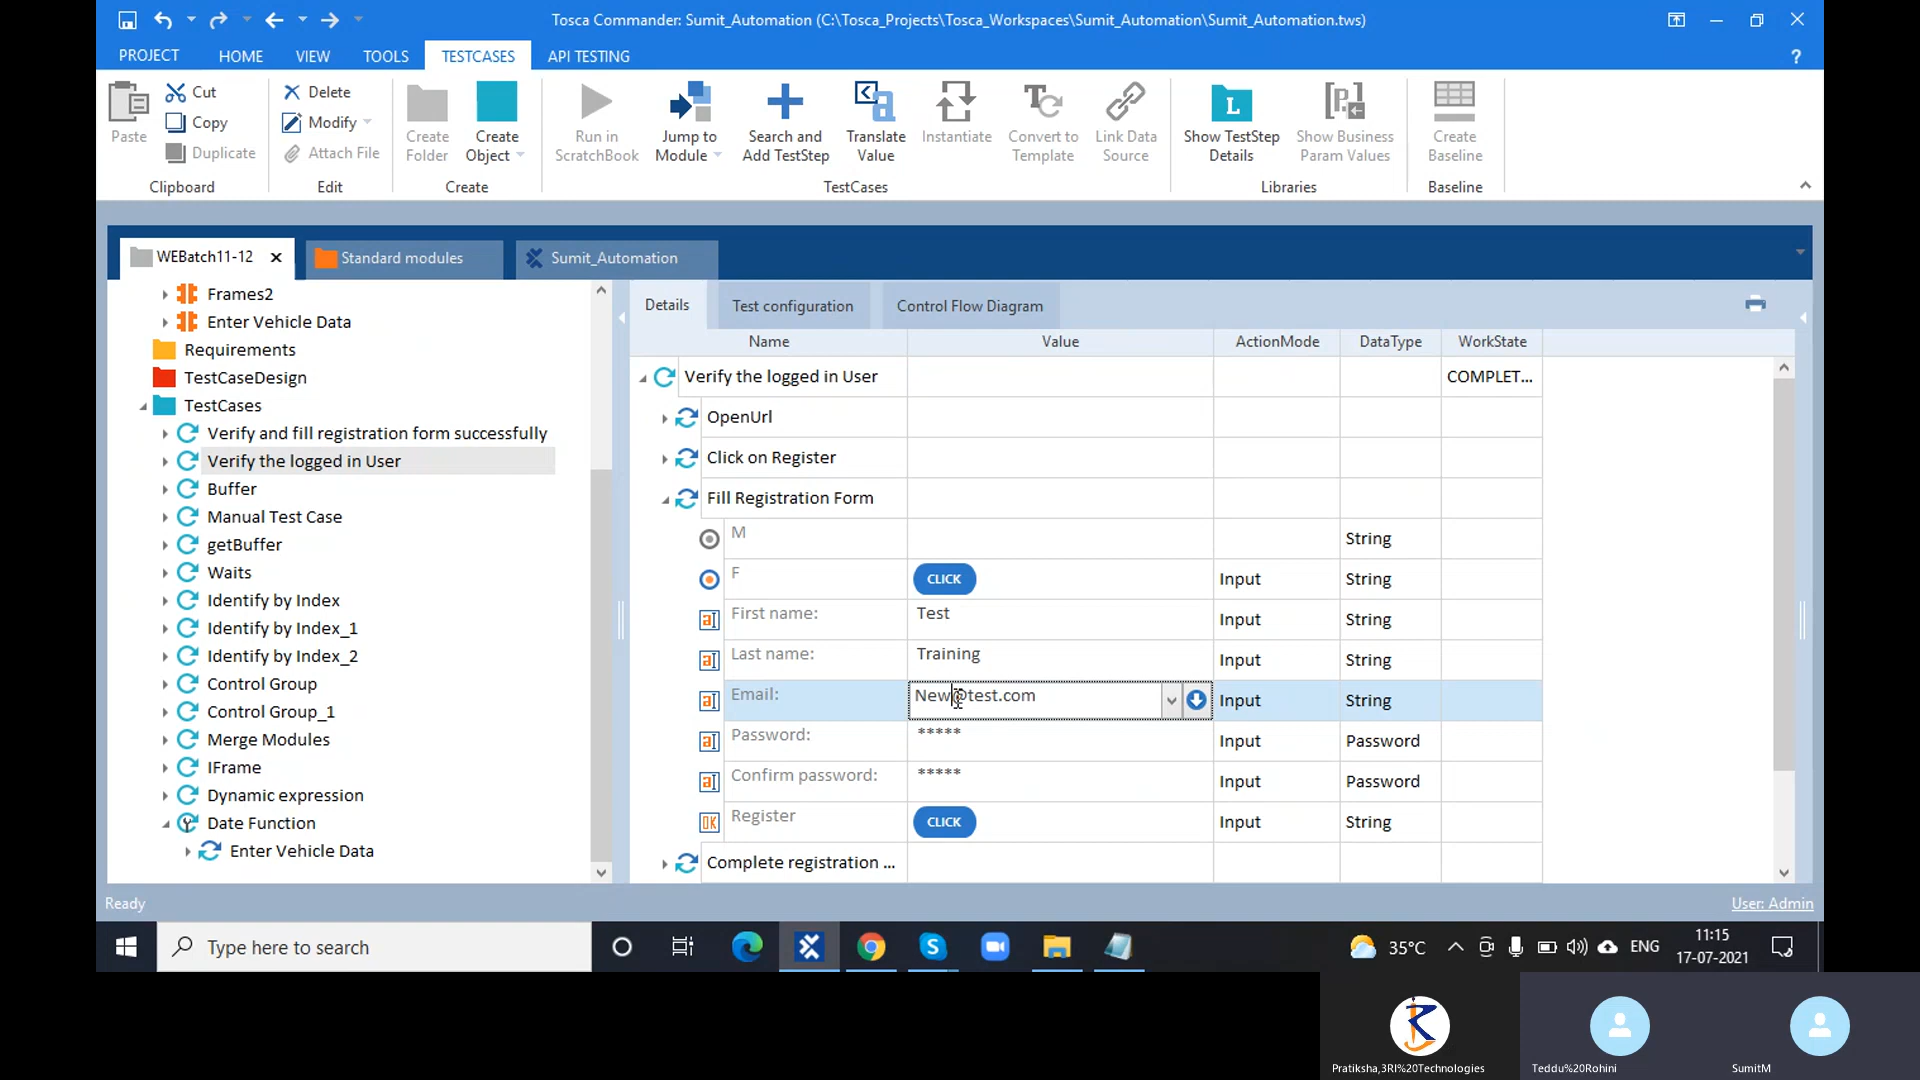 Tosca Commander: Sumit_Automation (C:\Tosca_Projects\Tosca_Workspaces\Sumit_Automation\Sumit_Automation.tws)
PROJECT HOME VIEW TOOLS TESTCASES API TESTING ?
Paste Cut Copy Duplicate
Clipboard
Delete Modify Attach File
Edit
Create Folder Create Object
Create
Run in ScratchBook Jump to Module Search and Add TestStep Translate Value Instantiate Convert to Template Link Data Source
TestCases
Show TestStep Details Show Business Param Values
Libraries
Create Baseline
Baseline
WEBatch11-12 Standard modules Sumit_Automation
Frames2
Enter Vehicle Data
Requirements
TestCaseDesign
TestCases
Verify and fill registration form successfully
Verify the logged in User
Buffer
Manual Test Case
getBuffer
Waits
Identify by Index
Identify by Index_1
Identify by Index_2
Control Group
Control Group_1
Merge Modules
IFrame
Dynamic expression
Date Function
Enter Vehicle Data
Details Test configuration Control Flow Diagram
Name Value ActionMode DataType WorkState
Verify the logged in User COMPLET...
OpenUrl
Click on Register
Fill Registration Form
M String
F CLICK Input String
First name: Test Input String
Last name: Training Input String
Email: New@test.com Input String
Password: ***** Input Password
Confirm password: ***** Input Password
Register CLICK Input String
Complete registration ...
Ready User: Admin
Type here to search 35°C ENG 11:15
17-07-2021
Pratiksha,3RI%20Technologies Teddu%20Rohini SumitM